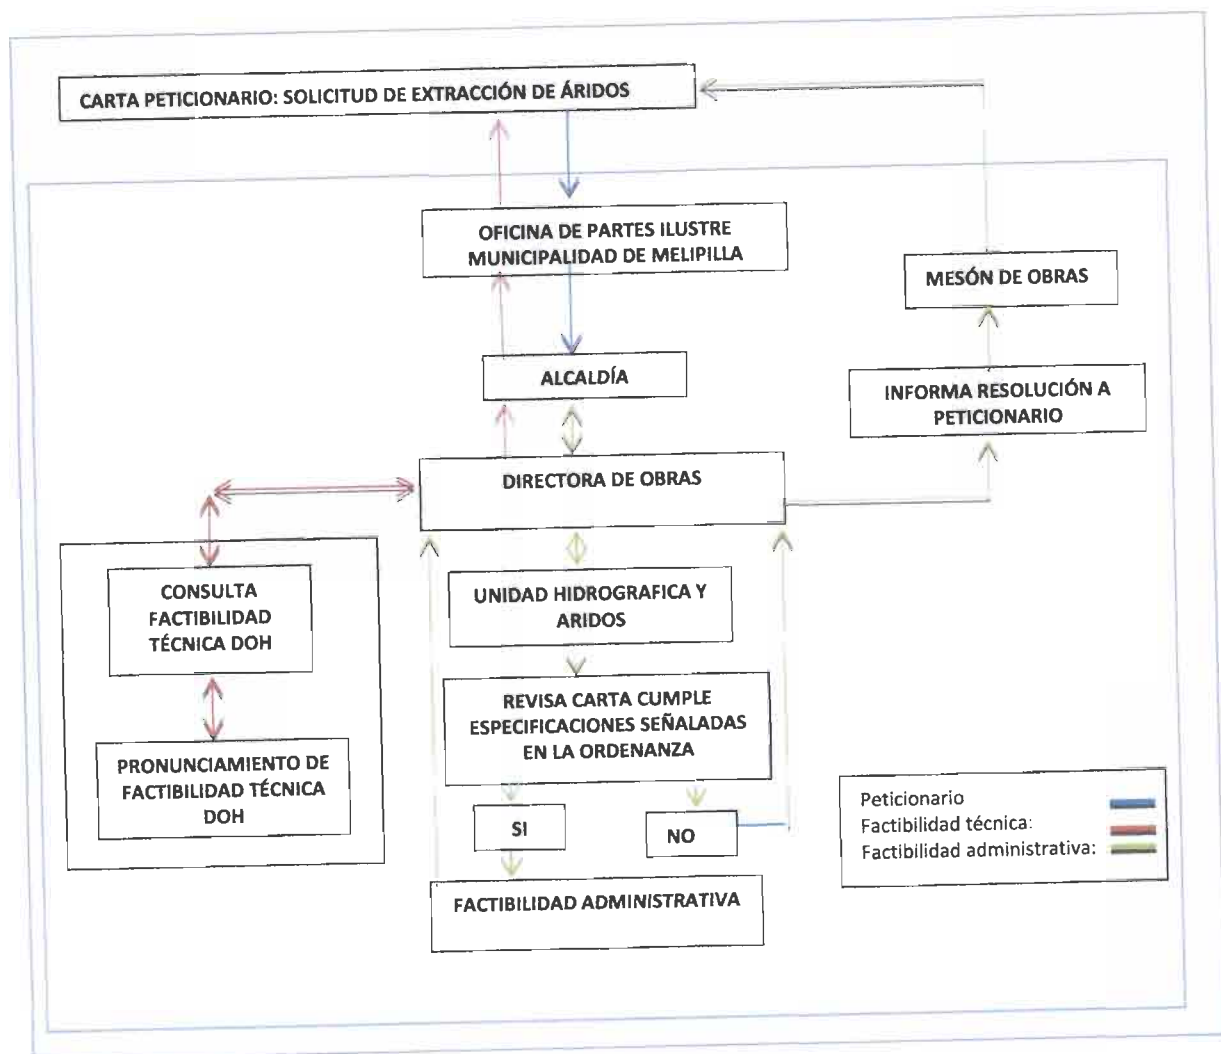 CARTA PETICIONARIO: SOLICITUD DE EXTRACCIÓN DE ÁRIDOS
OFICINA DE PARTES ILUSTRE
MUNICIPALIDAD DE MELIPILLA
MESÓN DE OBRAS
ALCALDÍA
INFORMA RESOLUCIÓN A
PETICIONARIO
DIRECTORA DE OBRAS
CONSULTA
FACTIBILIDAD
TÉCNICA DOH
UNIDAD HIDROGRAFICA Y
ARIDOS
REVISA CARTA CUMPLE
ESPECIFICACIONES SEÑALADAS
EN LA ORDENANZA
PRONUNCIAMIENTO DE
FACTIBILIDAD TÉCNICA
DOH
SI
NO
Peticionario
Factibilidad técnica:
Factibilidad administrativa:
FACTIBILIDAD ADMINISTRATIVA